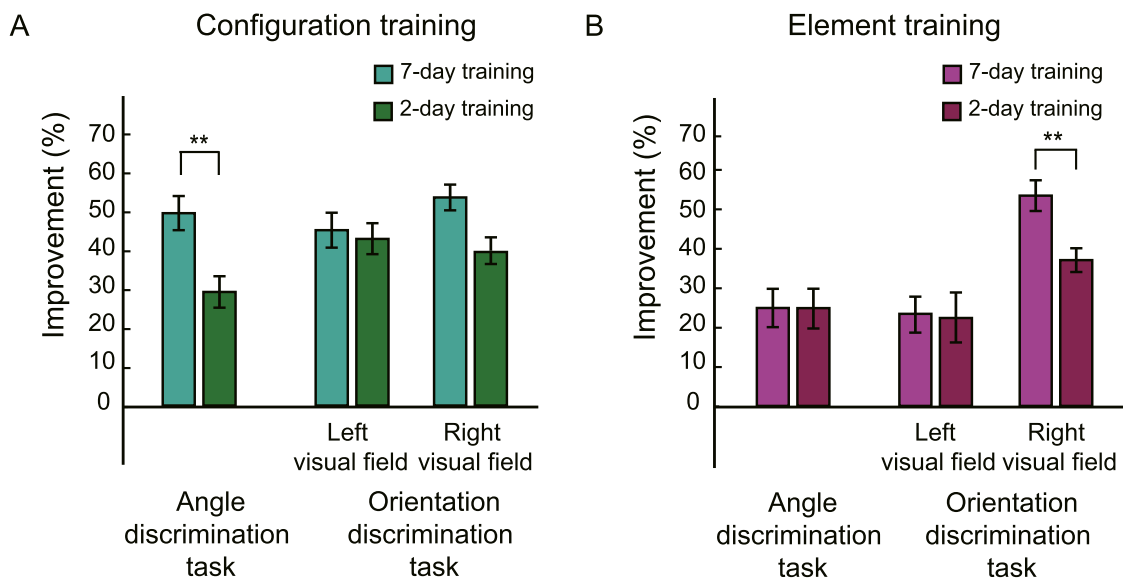 A
Configuration training
7-day training
2-day training
Improvement (%)
70
60
50
40
30
20
10
0
**
Left
visual field
Right
visual field
Angle
discrimination
task
Orientation
discrimination
task
B
Element training
7-day training
2-day training
Improvement (%)
70
60
50
40
30
20
10
0
**
Left
visual field
Right
visual field
Angle
discrimination
task
Orientation
discrimination
task